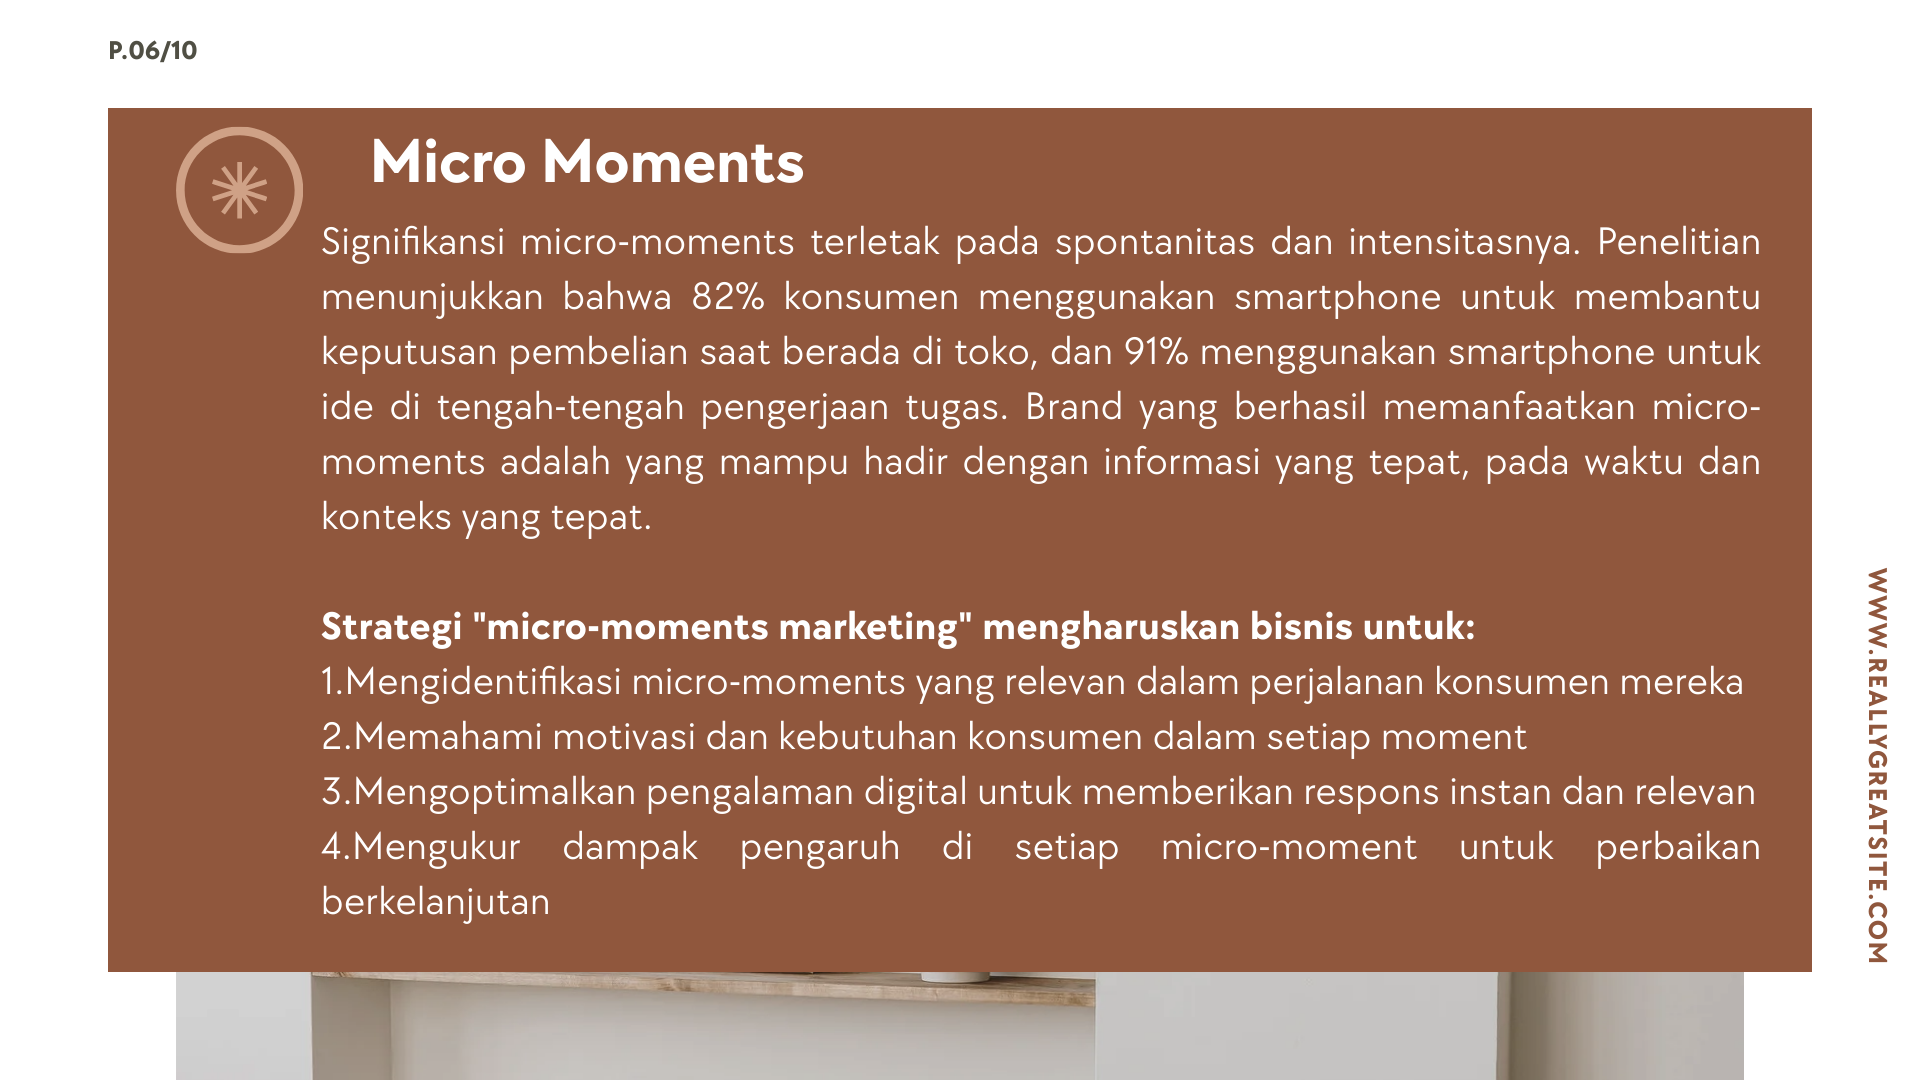 P.06/10
Micro Moments
Signifikansi micro-moments terletak pada spontanitas dan intensitasnya. Penelitian
menunjukkan bahwa 82% konsumen menggunakan smartphone untuk membantu
keputusan pembelian saat berada di toko, dan 91% menggunakan smartphone untuk
ide di tengah-tengah pengerjaan tugas. Brand yang berhasil memanfaatkan micro-
moments adalah yang mampu hadir dengan informasi yang tepat, pada waktu dan
konteks yang tepat.
Strategi "micro-moments marketing" mengharuskan bisnis untuk:
1.Mengidentifikasi micro-moments yang relevan dalam perjalanan konsumen mereka
2.Memahami motivasi dan kebutuhan konsumen dalam setiap moment
3.Mengoptimalkan pengalaman digital untuk memberikan respons instan dan relevan
4.Mengukur dampak pengaruh di setiap micro-moment untuk perbaikan
berkelanjutan
WWW.REALLYGREATSITE.COM